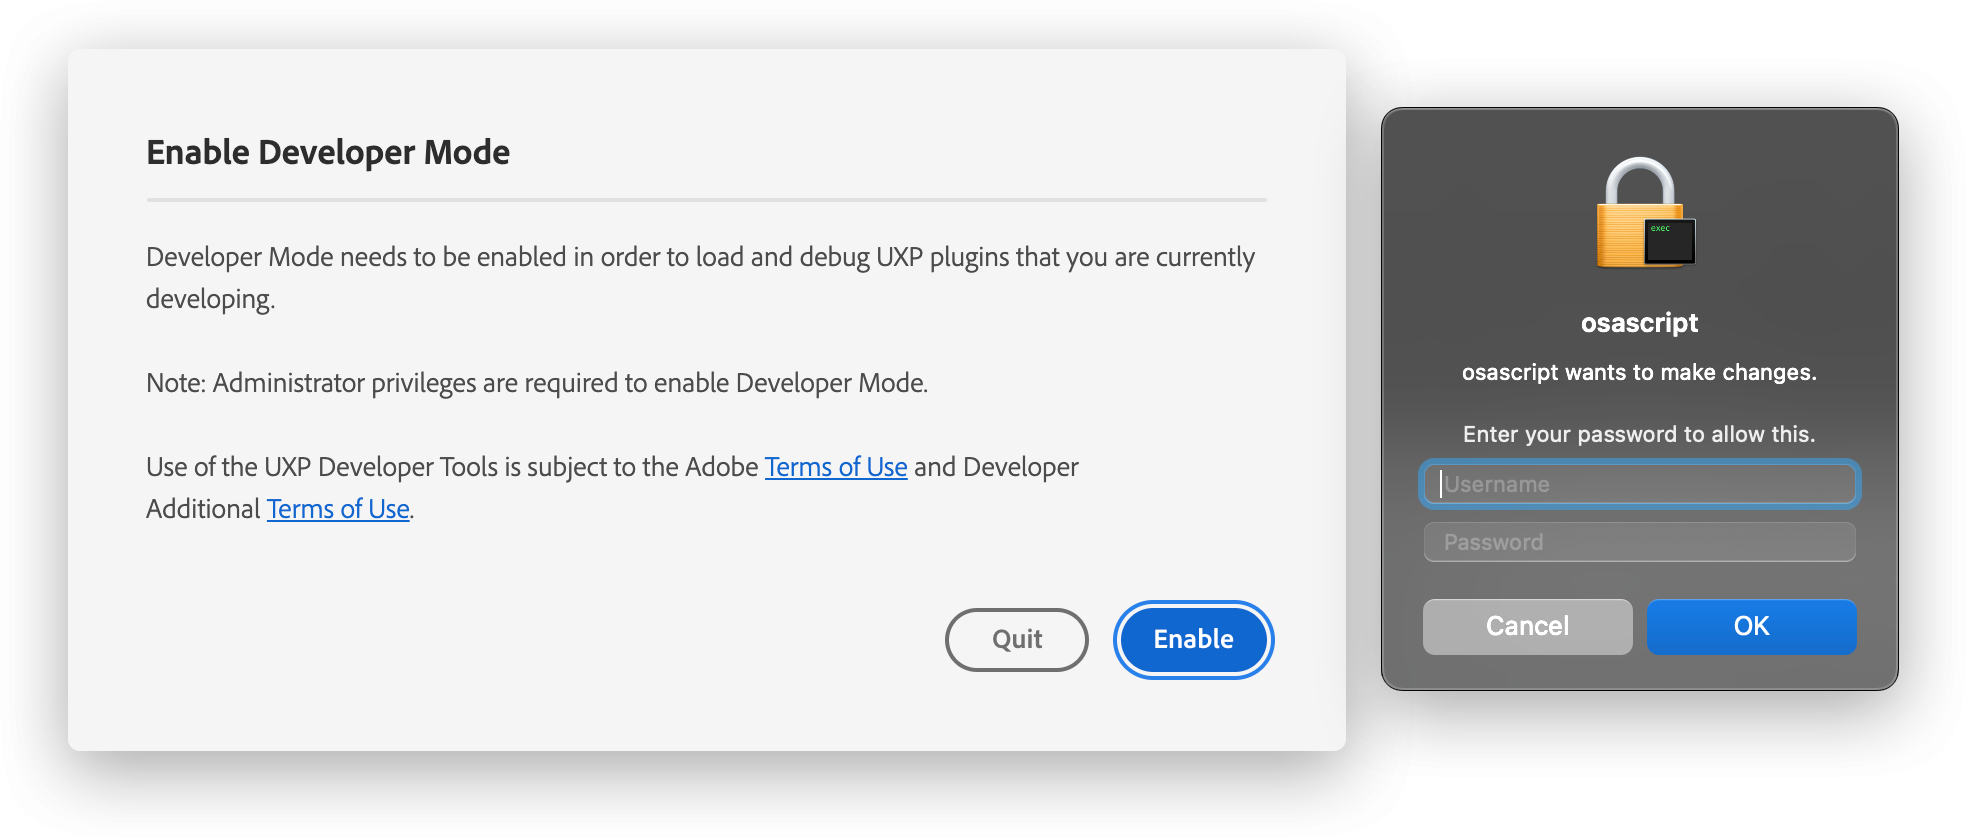 Enable Developer Mode
Developer Mode needs to be enabled in order to load and debug UXP plugins that you are currently
developing.
Note: Administrator privileges are required to enable Developer Mode.
Use of the UXP Developer Tools is subject to the Adobe Terms of Use and Developer
Additional Terms of Use.
Quit
Enable
exec
osascript
osascript wants to make changes.
Enter your password to allow this.
Username
Password
Cancel
OK